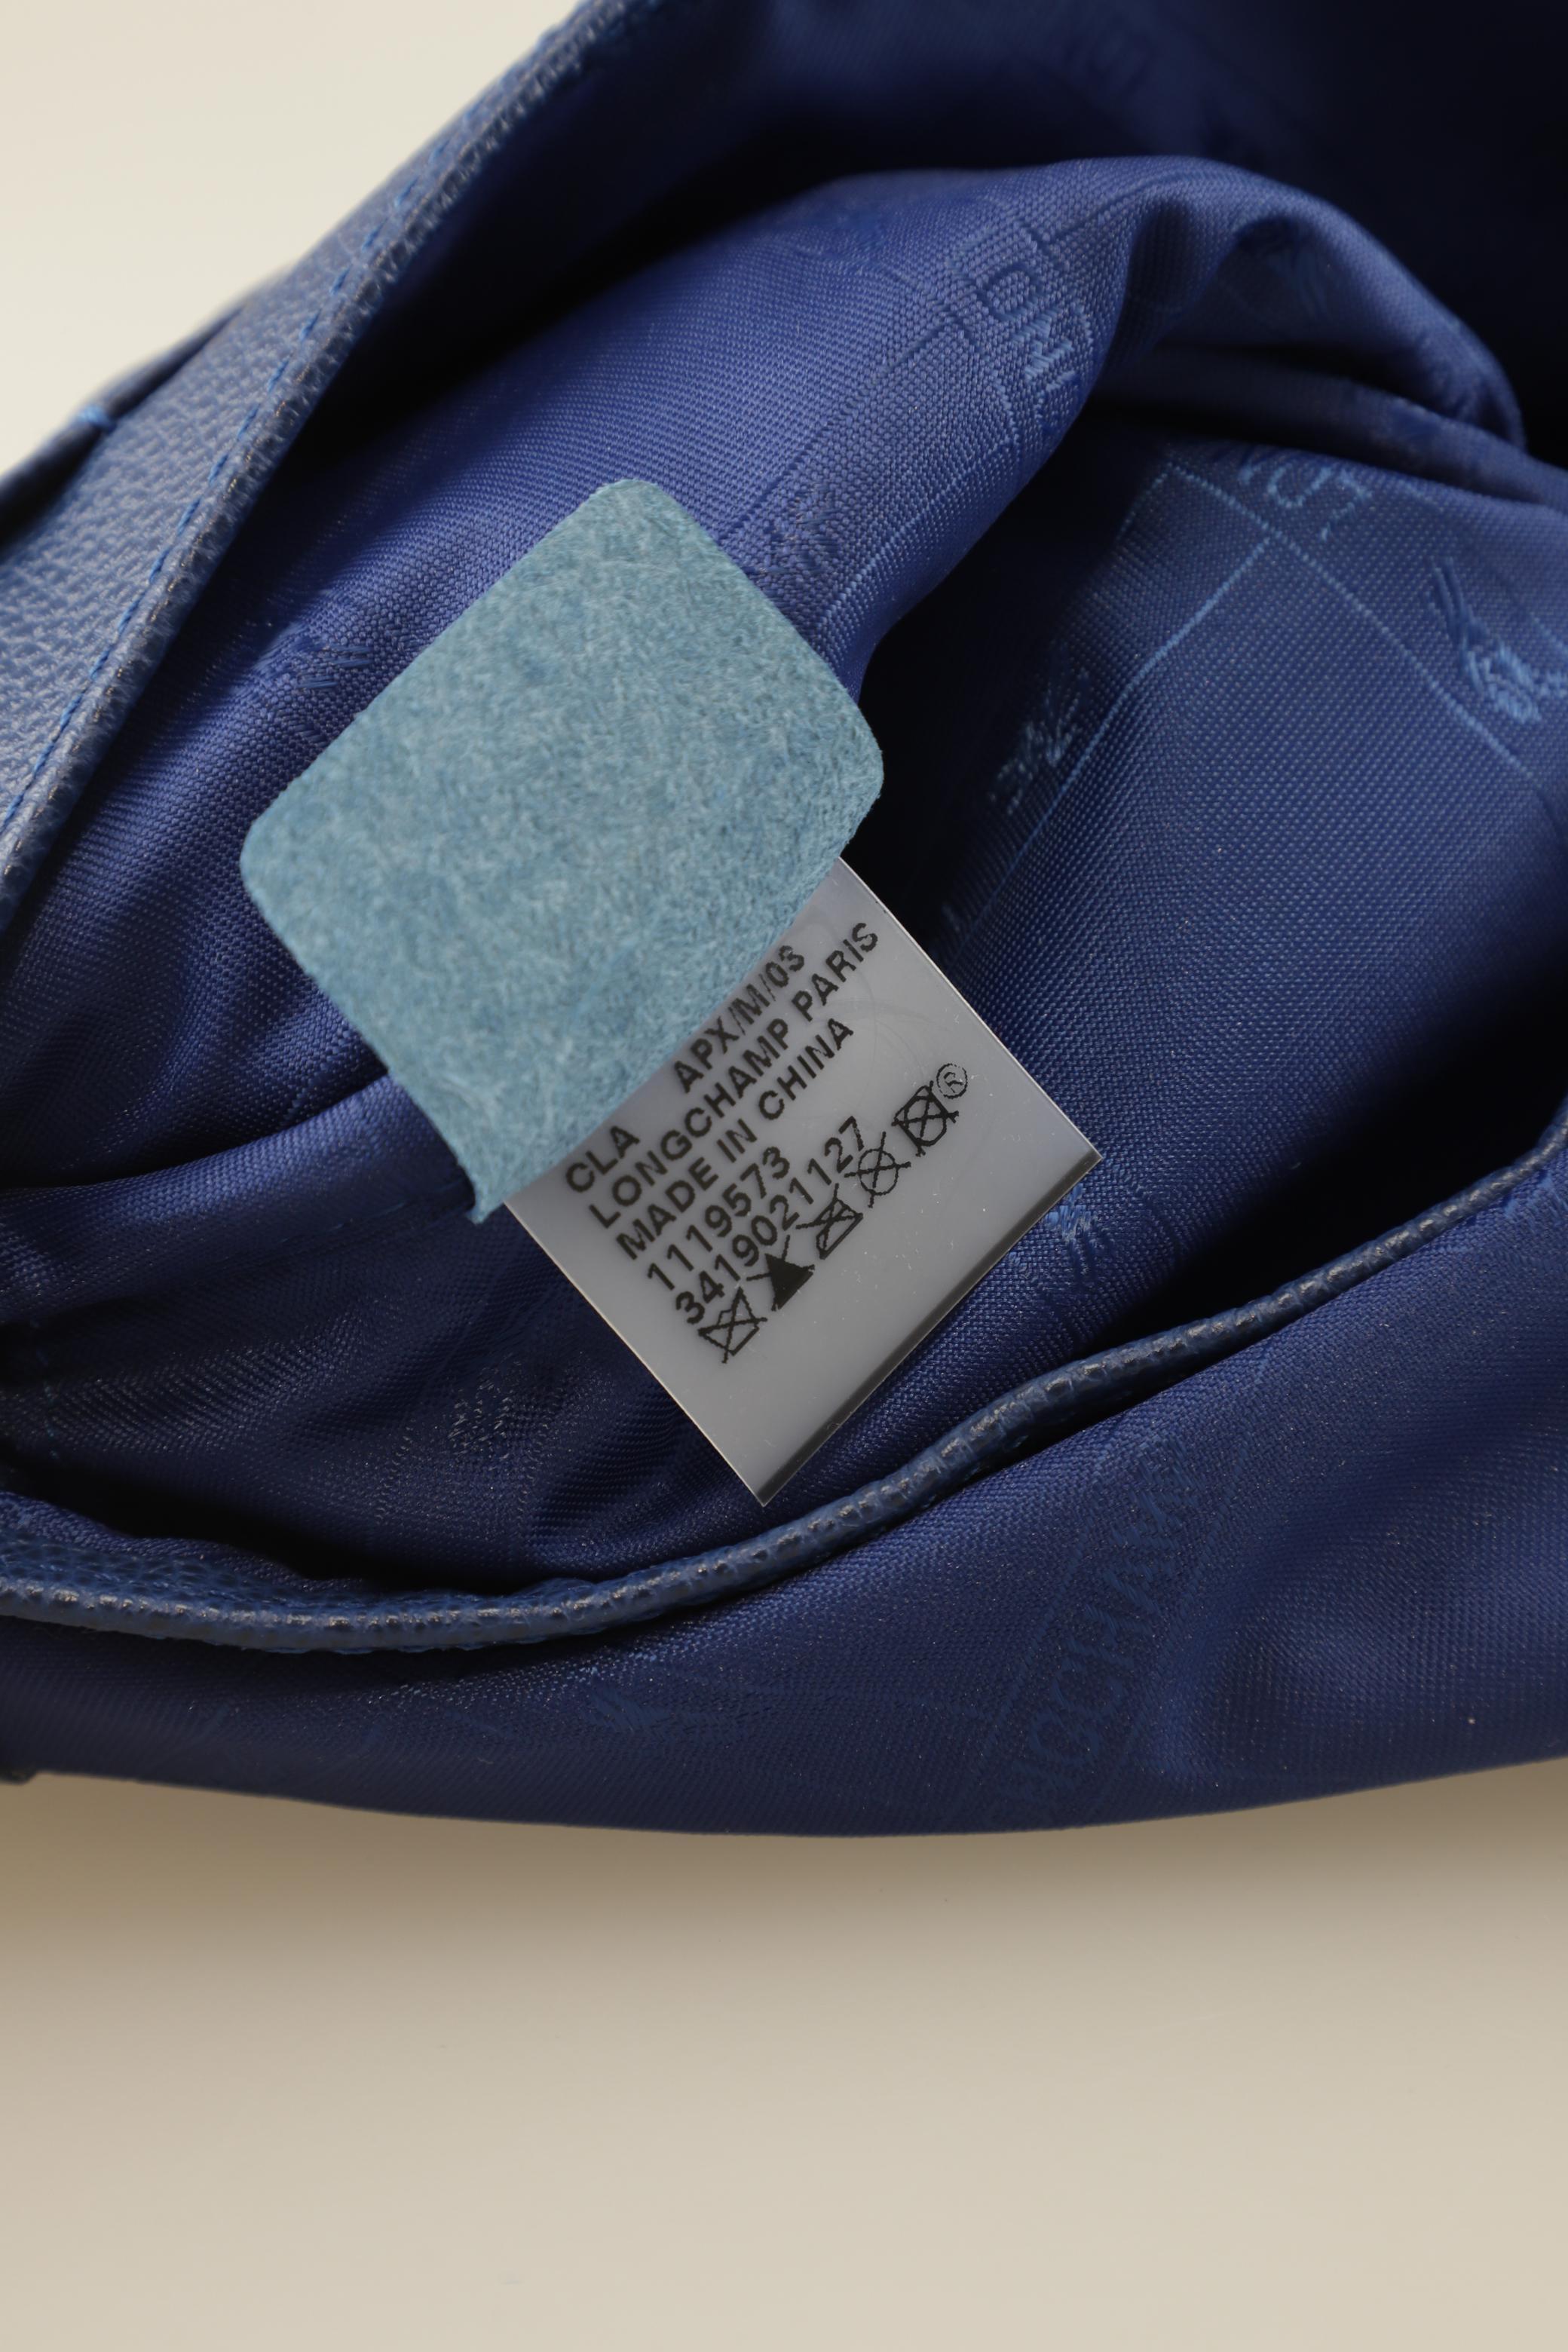 CLA APX/M/03
LONGCHAMP PARIS
MADE IN CHINA
1119573
3419021127
®